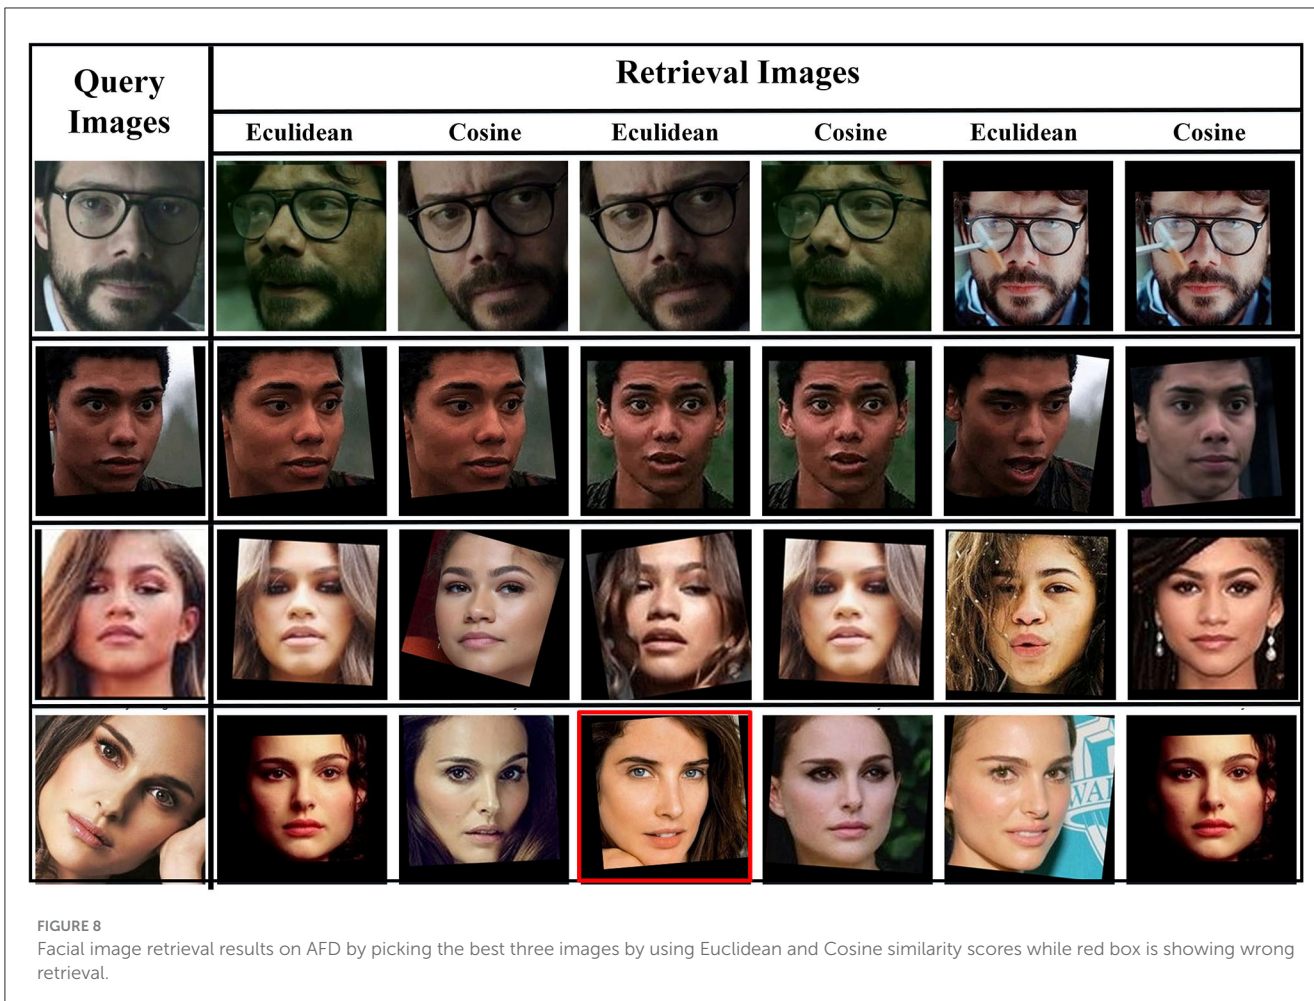 Query
Images
Retrieval Images
Eculidean
Cosine
Eculidean
Cosine
Eculidean
Cosine
WAI
FIGURE 8
Facial image retrieval results on AFD by picking the best three images by using Euclidean and Cosine similarity scores while red box is showing wrong
retrieval.